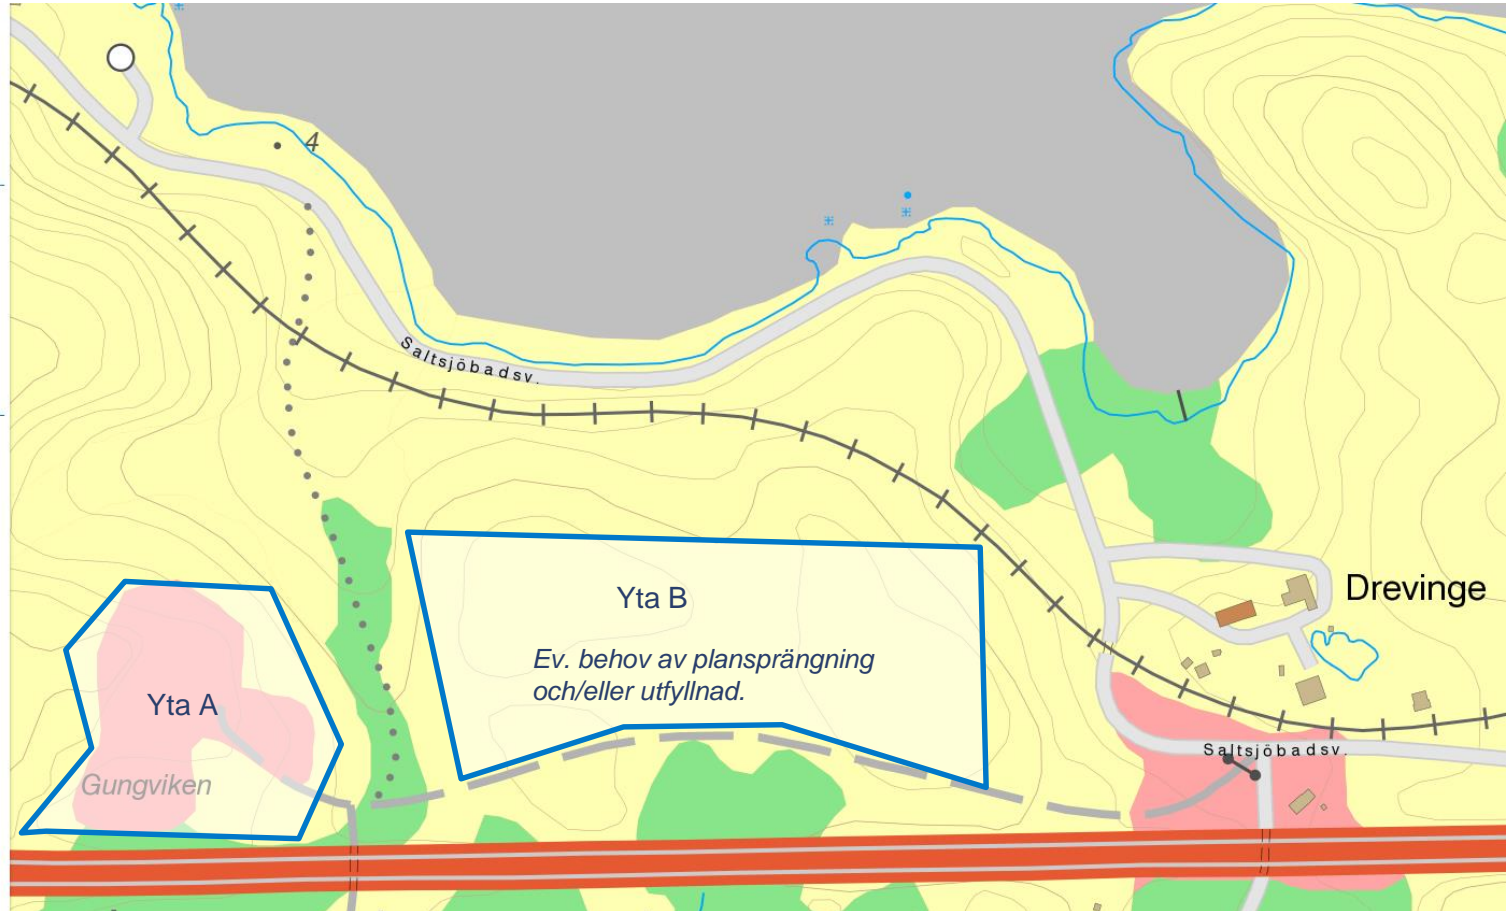 4
Saltsjöbadsv.
Yta B
Drevinge
Ev. behov av plansprängning
och/eller utfyllnad.
Yta A
Saltsjöbadsv.
Gungviken